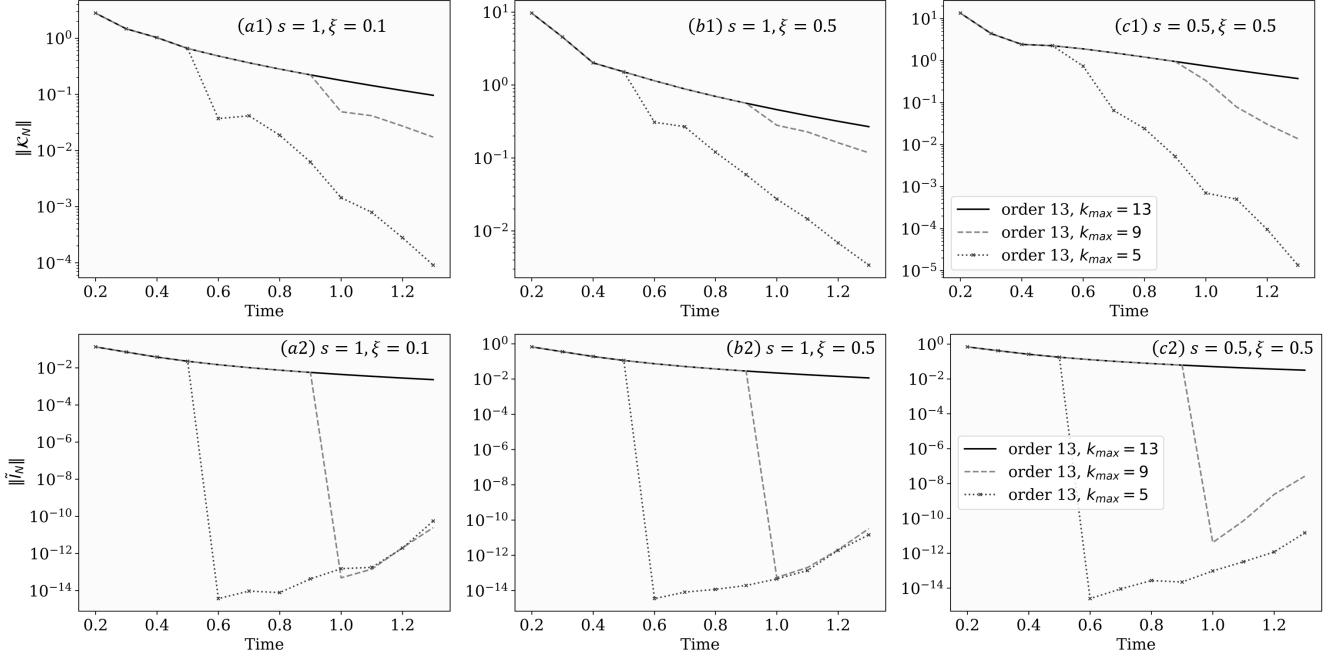 (a1) s = 1, ξ = 0.1
(b1) s = 1, ξ = 0.5
(c1) s = 0.5, ξ = 0.5
‖𝒦_N‖
10^0
10^−1
10^−2
10^−3
10^−4
10^1
10^0
10^−1
10^−2
10^1
10^0
10^−1
10^−2
10^−3
10^−4
10^−5
order 13, k_max = 13
order 13, k_max = 9
order 13, k_max = 5
0.2 0.4 0.6 0.8 1.0 1.2
0.2 0.4 0.6 0.8 1.0 1.2
0.2 0.4 0.6 0.8 1.0 1.2
Time
Time
Time
(a2) s = 1, ξ = 0.1
(b2) s = 1, ξ = 0.5
(c2) s = 0.5, ξ = 0.5
‖Ĩ_N‖
10^−2
10^−4
10^−6
10^−8
10^−10
10^−12
10^−14
10^0
10^−2
10^−4
10^−6
10^−8
10^−10
10^−12
10^−14
10^0
10^−2
10^−4
10^−6
10^−8
10^−10
10^−12
10^−14
order 13, k_max = 13
order 13, k_max = 9
order 13, k_max = 5
0.2 0.4 0.6 0.8 1.0 1.2
0.2 0.4 0.6 0.8 1.0 1.2
0.2 0.4 0.6 0.8 1.0 1.2
Time
Time
Time